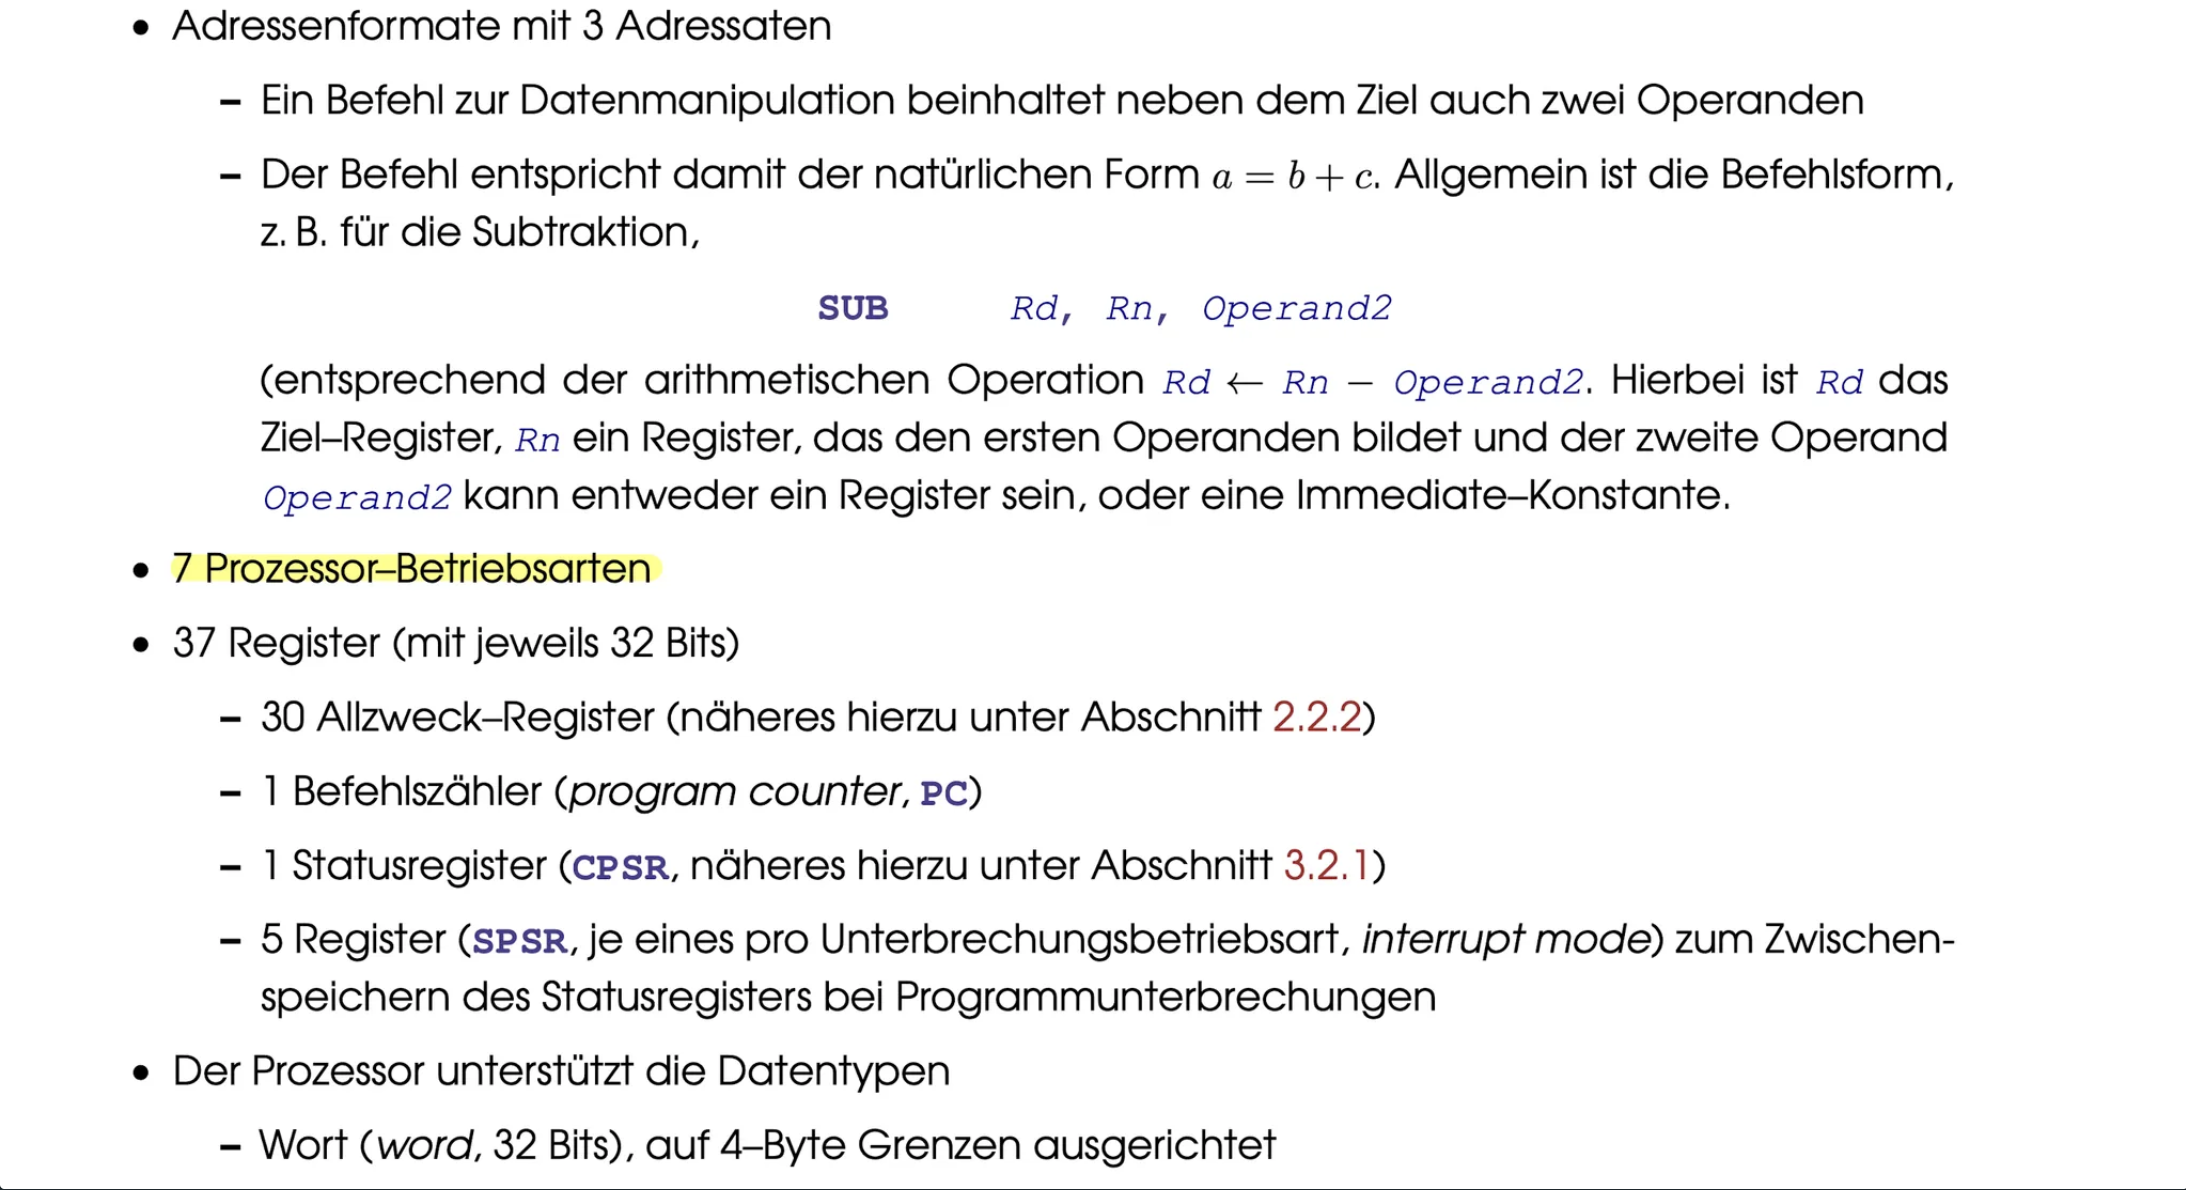 • Adressenformate mit 3 Adressaten
– Ein Befehl zur Datenmanipulation beinhaltet neben dem Ziel auch zwei Operanden
– Der Befehl entspricht damit der natürlichen Form a = b + c. Allgemein ist die Befehlsform,
z. B. für die Subtraktion,
SUB Rd, Rn, Operand2
(entsprechend der arithmetischen Operation Rd ← Rn − Operand2. Hierbei ist Rd das
Ziel–Register, Rn ein Register, das den ersten Operanden bildet und der zweite Operand
Operand2 kann entweder ein Register sein, oder eine Immediate–Konstante.
• 7 Prozessor–Betriebsarten
• 37 Register (mit jeweils 32 Bits)
– 30 Allzweck–Register (näheres hierzu unter Abschnitt 2.2.2)
– 1 Befehlszähler (program counter, PC)
– 1 Statusregister (CPSR, näheres hierzu unter Abschnitt 3.2.1)
– 5 Register (SPSR, je eines pro Unterbrechungsbetriebsart, interrupt mode) zum Zwischen-
speichern des Statusregisters bei Programmunterbrechungen
• Der Prozessor unterstützt die Datentypen
– Wort (word, 32 Bits), auf 4–Byte Grenzen ausgerichtet